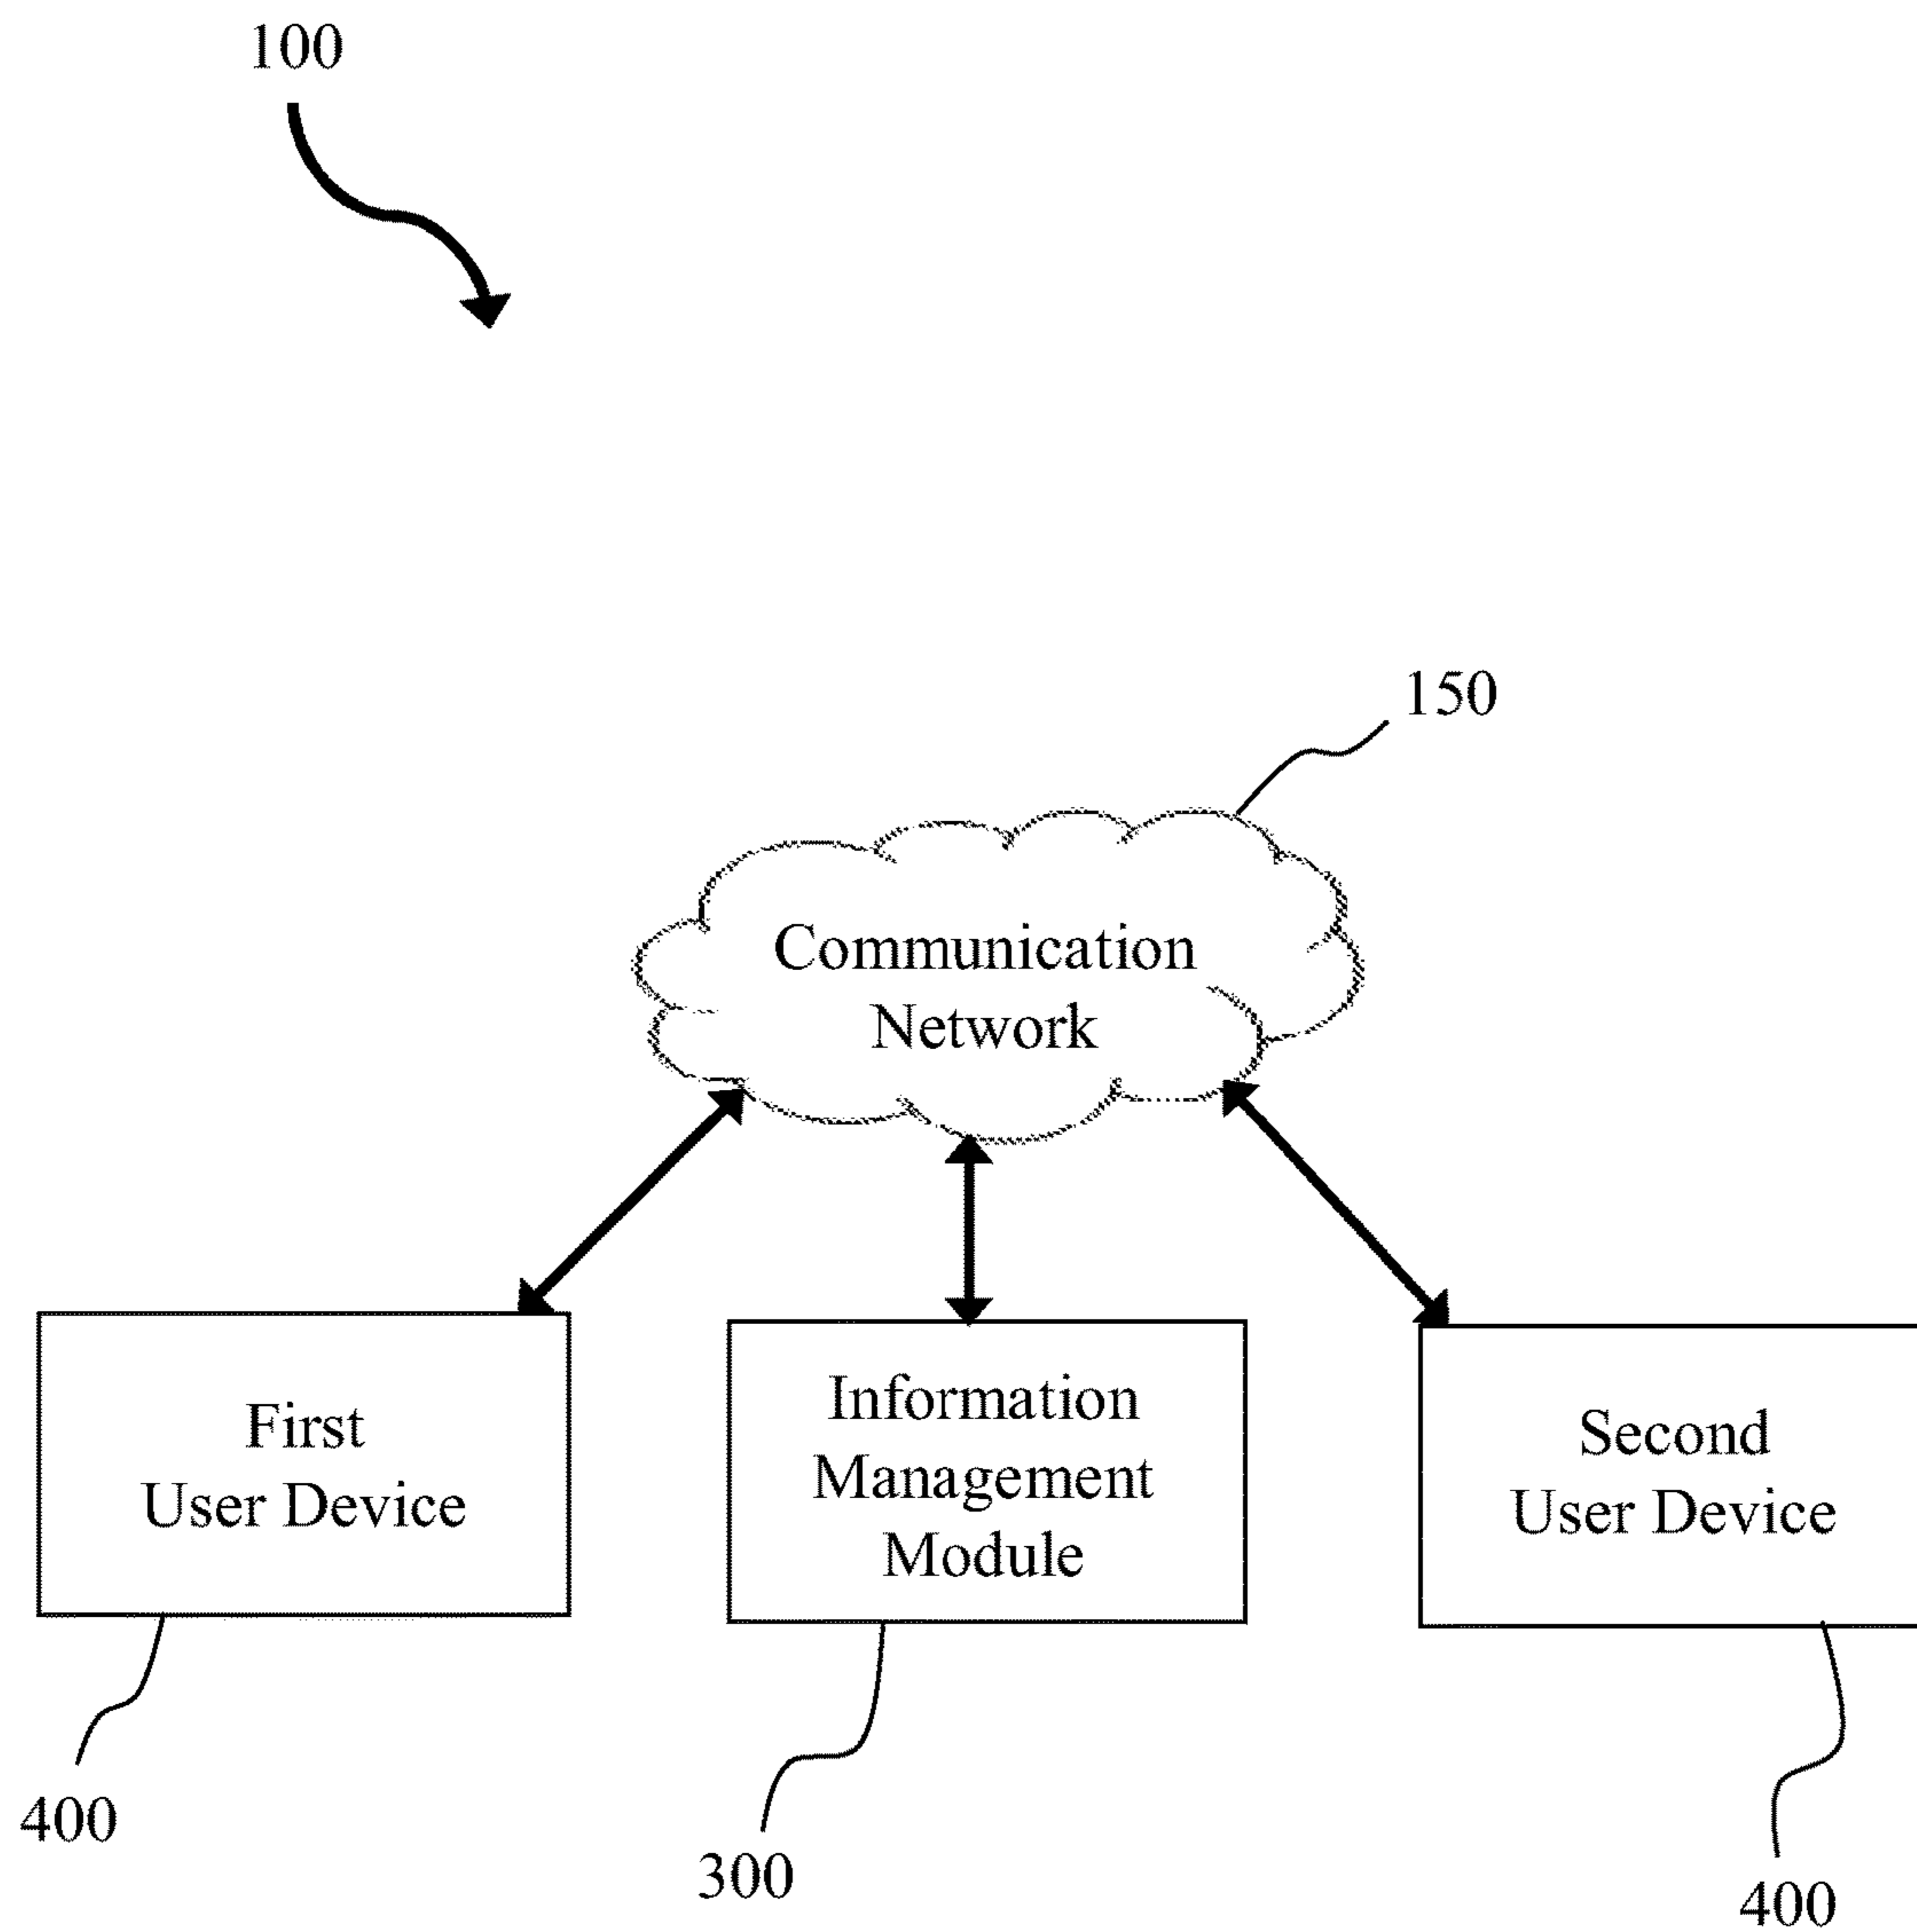 100
150
Communication
Network
First
User Device
Information
Management
Module
Second
User Device
400
300
400